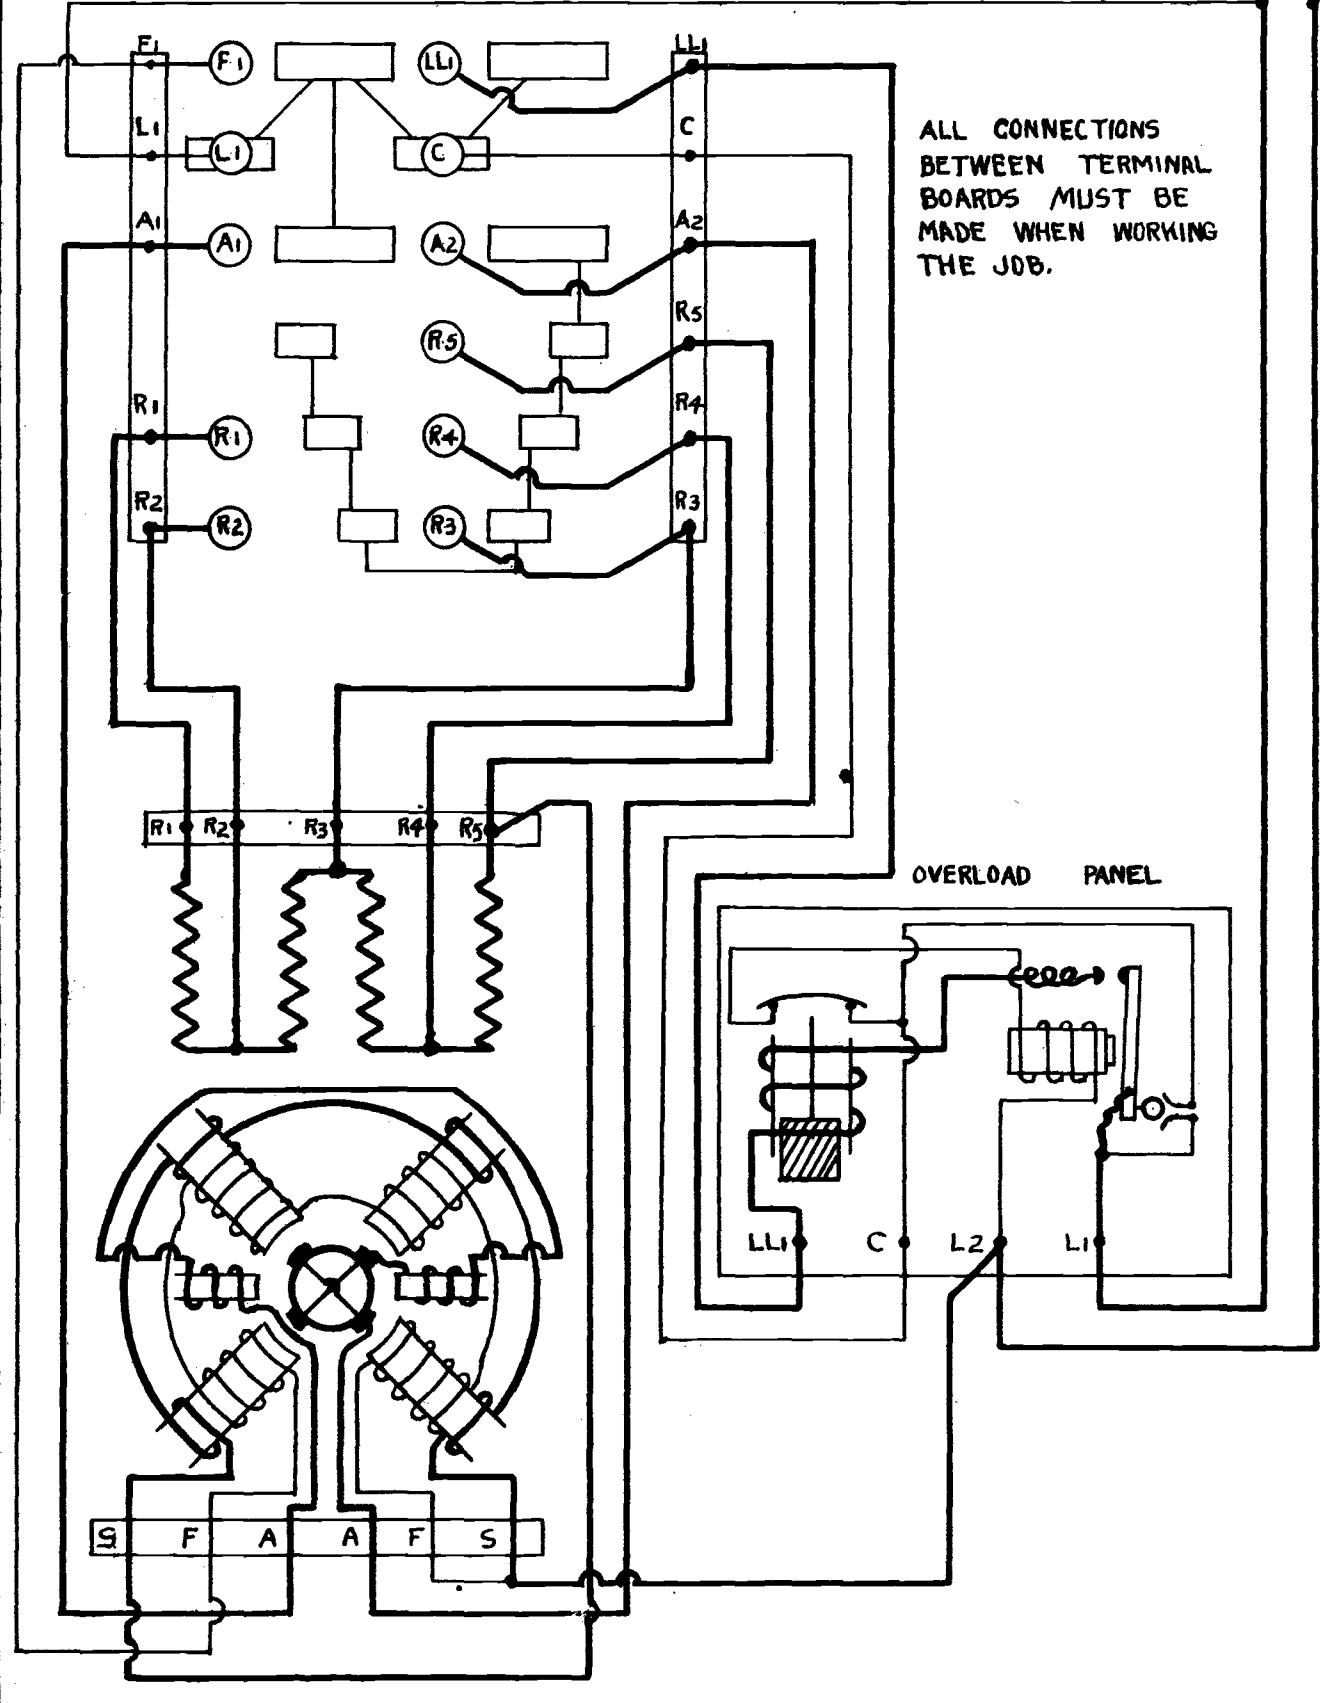 F1
LL1
F1
LL1
L1
C
L1
C
A1
A2
A1
A2
R5
R5
R1
R4
R1
R4
R2
R3
R2
R3
ALL CONNECTIONS
BETWEEN TERMINAL
BOARDS MUST BE
MADE WHEN WORKING
THE JOB.
R1 R2 R3 R4 R5
OVERLOAD PANEL
LL1 C L2 L1
S F A A F S